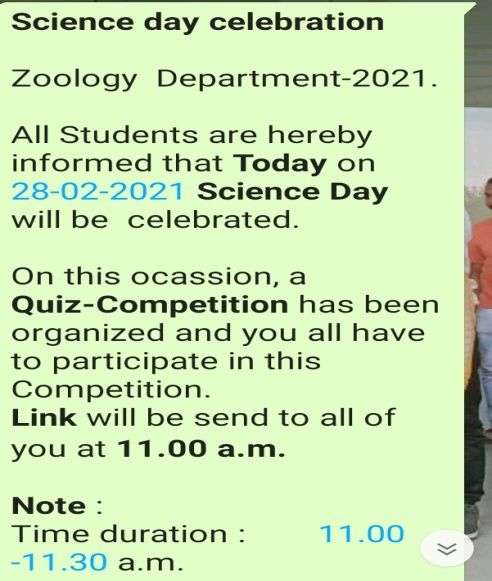 Science day celebration
Zoology Department-2021.
All Students are hereby
informed that Today on
28-02-2021 Science Day
will be celebrated.
On this ocassion, a
Quiz-Competition has been
organized and you all have
to participate in this
Competition.
Link will be send to all of
you at 11.00 a.m.
Note :
Time duration : 11.00
-11.30 a.m.